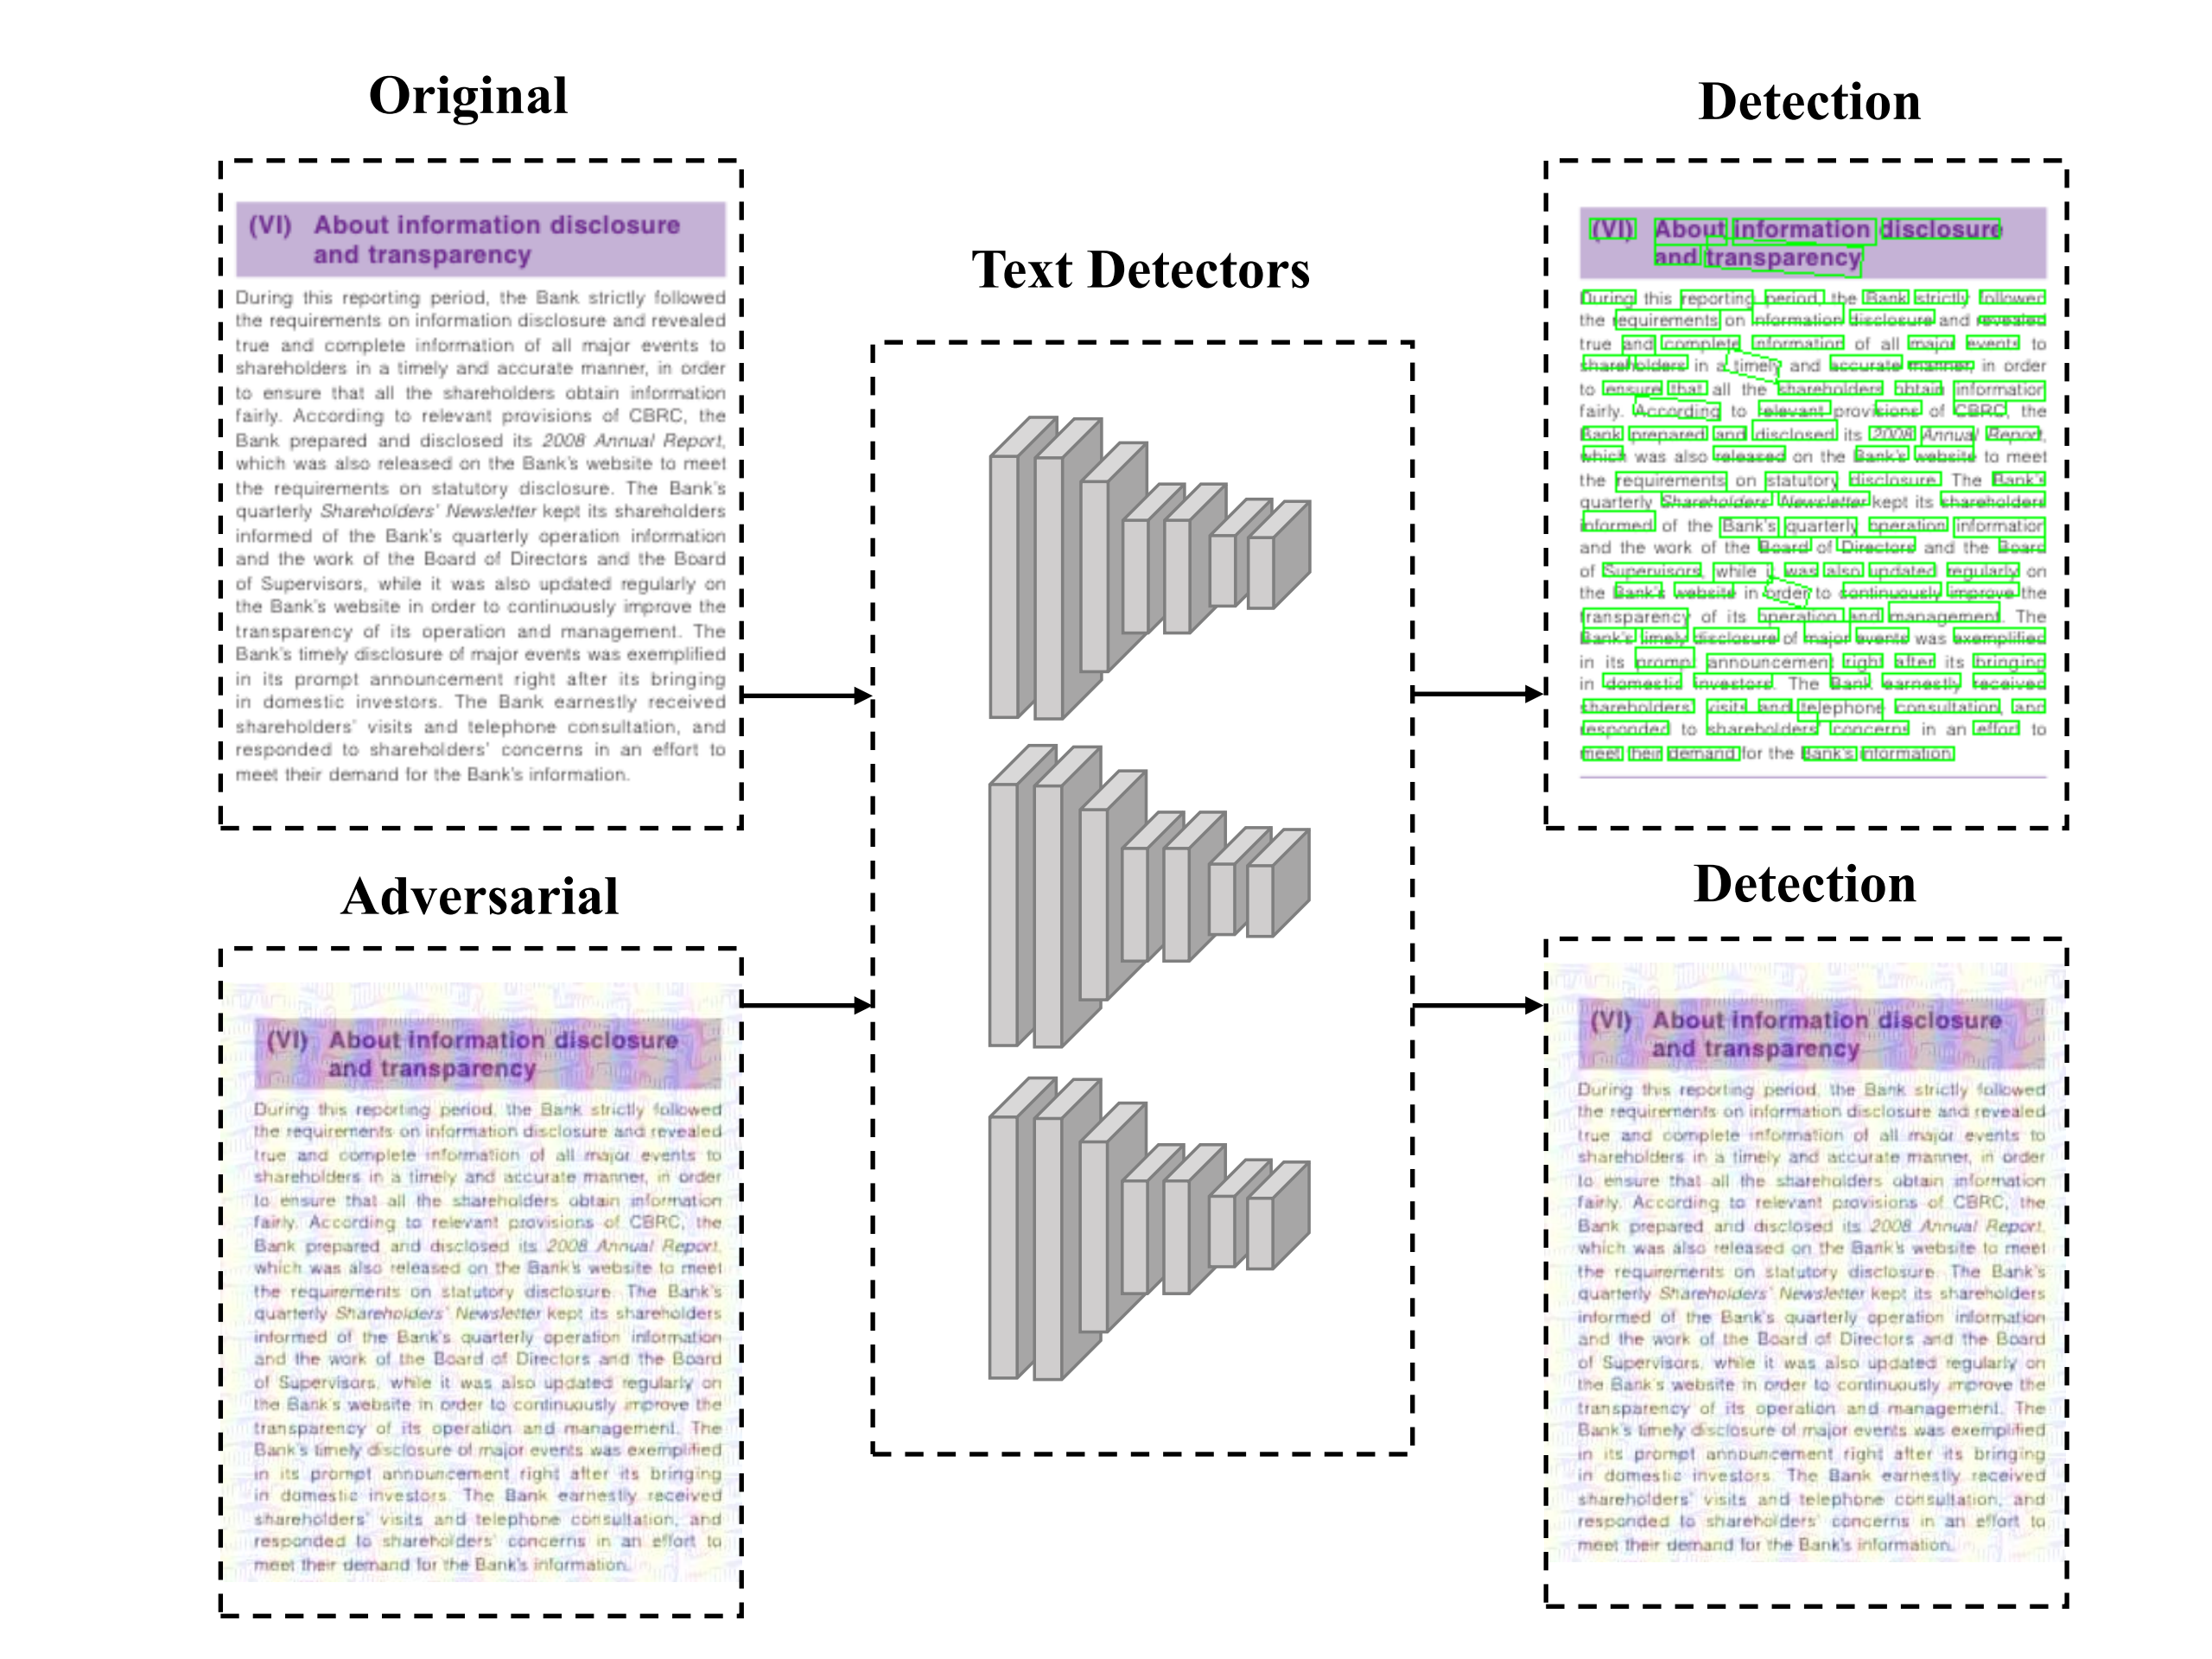 Original
(VI) About information disclosure
and transparency
During this reporting period, the Bank strictly followed
the requirements on information disclosure and revealed
true and complete information of all major events to
shareholders in a timely and accurate manner, in order
to ensure that all the shareholders obtain information
fairly. According to relevant provisions of CBRC, the
Bank prepared and disclosed its 2008 Annual Report,
which was also released on the Bank's website to meet
the requirements on statutory disclosure. The Bank's
quarterly Shareholders' Newsletter kept its shareholders
informed of the Bank's quarterly operation information
and the work of the Board of Directors and the Board
of Supervisors, while it was also updated regularly on
the Bank's website in order to continuously improve the
transparency of its operation and management. The
Bank's timely disclosure of major events was exemplified
in its prompt announcement right after its bringing
in domestic investors. The Bank earnestly received
shareholders' visits and telephone consultation, and
responded to shareholders' concerns in an effort to
meet their demand for the Bank's information.
Adversarial
(VI) About information disclosure
and transparency
During this reporting period, the Bank strictly followed
the requirements on information disclosure and revealed
true and complete information of all major events to
shareholders in a timely and accurate manner, in order
to ensure that all the shareholders obtain information
fairly. According to relevant provisions of CBRC, the
Bank prepared and disclosed its 2008 Annual Report,
which was also released on the Bank's website to meet
the requirements on statutory disclosure. The Bank's
quarterly Shareholders' Newsletter kept its shareholders
informed of the Bank's quarterly operation information
and the work of the Board of Directors and the Board
of Supervisors, while it was also updated regularly on
the Bank's website in order to continuously improve the
transparency of its operation and management. The
Bank's timely disclosure of major events was exemplified
in its prompt announcement right after its bringing
in domestic investors. The Bank earnestly received
shareholders' visits and telephone consultation, and
responded to shareholders' concerns in an effort to
meet their demand for the Bank's information.
Text Detectors
Detection
(VI) About information disclosure
and transparency
During this reporting period, the Bank strictly followed
the requirements on information disclosure and revealed
true and complete information of all major events to
shareholders in a timely and accurate manner, in order
to ensure that all the shareholders obtain information
fairly. According to relevant provisions of CBRC, the
Bank prepared and disclosed its 2008 Annual Report,
which was also released on the Bank's website to meet
the requirements on statutory disclosure. The Bank's
quarterly Shareholders' Newsletter kept its shareholders
informed of the Bank's quarterly operation information
and the work of the Board of Directors and the Board
of Supervisors, while it was also updated regularly on
the Bank's website in order to continuously improve the
transparency of its operation and management. The
Bank's timely disclosure of major events was exemplified
in its prompt announcement right after its bringing
in domestic investors. The Bank earnestly received
shareholders' visits and telephone consultation, and
responded to shareholders' concerns in an effort to
meet their demand for the Bank's information.
Detection
(VI) About information disclosure
and transparency
During this reporting period, the Bank strictly followed
the requirements on information disclosure and revealed
true and complete information of all major events to
shareholders in a timely and accurate manner, in order
to ensure that all the shareholders obtain information
fairly. According to relevant provisions of CBRC, the
Bank prepared and disclosed its 2008 Annual Report,
which was also released on the Bank's website to meet
the requirements on statutory disclosure. The Bank's
quarterly Shareholders' Newsletter kept its shareholders
informed of the Bank's quarterly operation information
and the work of the Board of Directors and the Board
of Supervisors, while it was also updated regularly on
the Bank's website in order to continuously improve the
transparency of its operation and management. The
Bank's timely disclosure of major events was exemplified
in its prompt announcement right after its bringing
in domestic investors. The Bank earnestly received
shareholders' visits and telephone consultation, and
responded to shareholders' concerns in an effort to
meet their demand for the Bank's information.